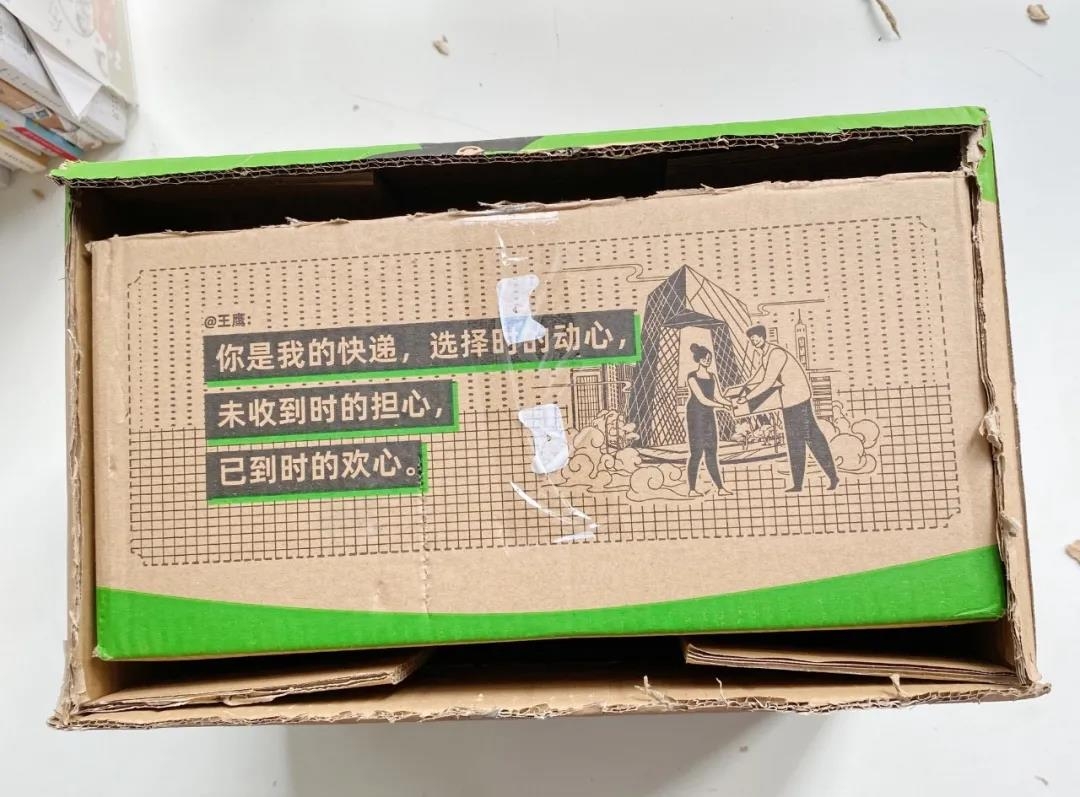 @王鹰：
你是我的快递，选择时的动心，
未收到时的担心，
已到时的欢心。